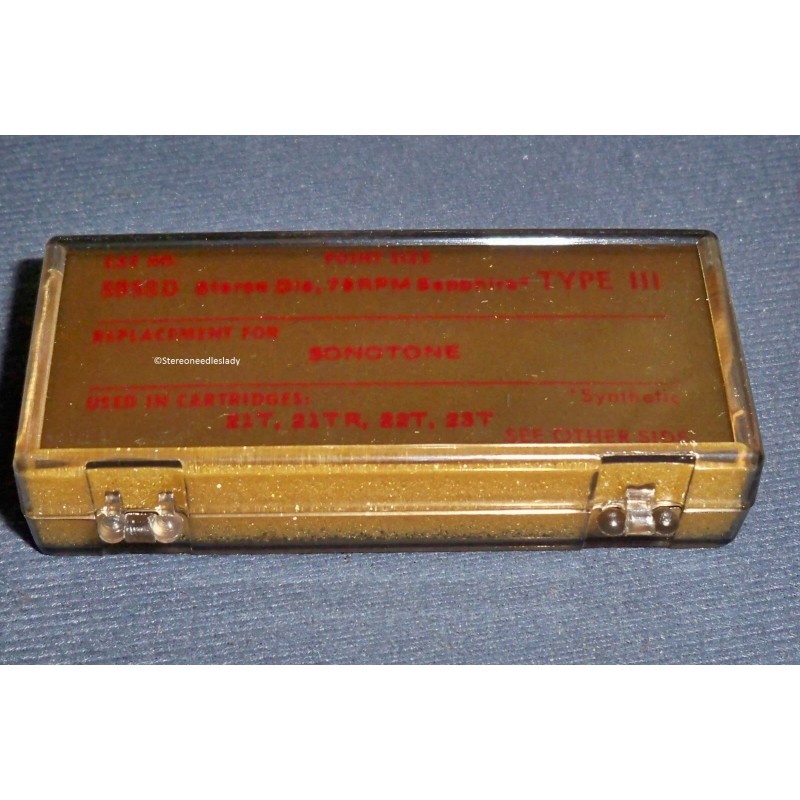 CAT NO. POINT SIZE
Stereo Dia, 78RPM Sapphire* TYPE III
REPLACEMENT FOR
SONOTONE
©Stereoneedleslady
USED IN CARTRIDGES: *Synthetic
21T, 21TR, 22T, 23T
SEE OTHER SIDE